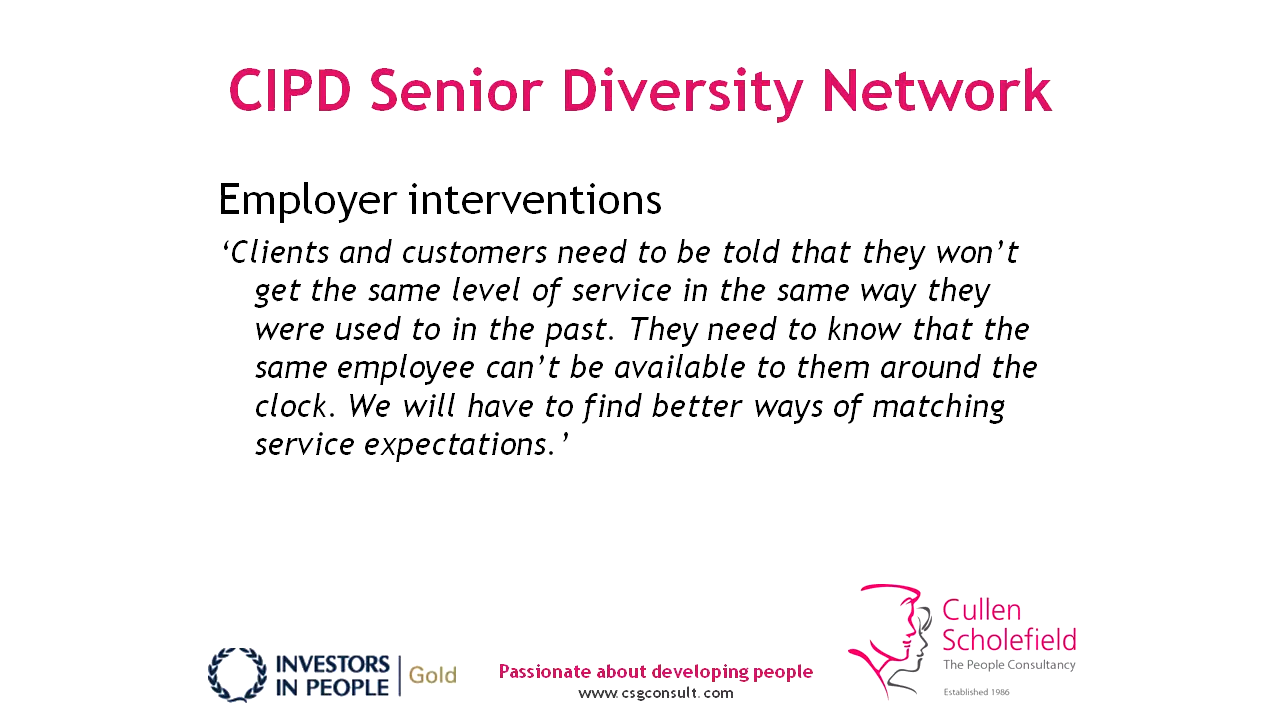 CIPD Senior Diversity Network
Employer interventions
‘Clients and customers need to be told that they won’t
get the same level of service in the same way they
were used to in the past. They need to know that the
same employee can’t be available to them around the
clock. We will have to find better ways of matching
service expectations.’
INVESTORS
IN PEOPLE
Gold
Passionate about developing people
www.csgconsult.com
Cullen
Scholefield
The People Consultancy
Established 1986